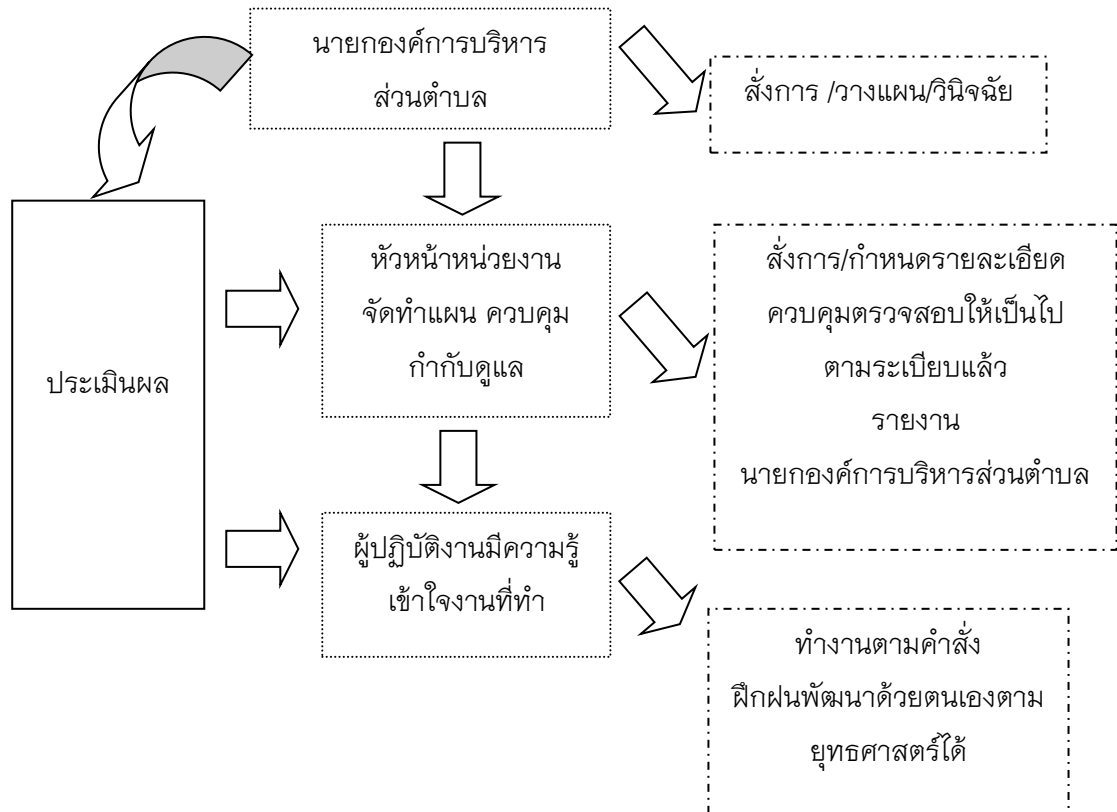 นายกองค์การบริหาร
ส่วนตำบล
สั่งการ /วางแผน/วินิจฉัย
หัวหน้าหน่วยงาน
จัดทำแผน ควบคุม
กำกับดูแล
สั่งการ/กำหนดรายละเอียด
ควบคุมตรวจสอบให้เป็นไป
ตามระเบียบแล้ว
รายงาน
นายกองค์การบริหารส่วนตำบล
ประเมินผล
ผู้ปฏิบัติงานมีความรู้
เข้าใจงานที่ทำ
ทำงานตามคำสั่ง
ฝึกฝนพัฒนาด้วยตนเองตาม
ยุทธศาสตร์ได้